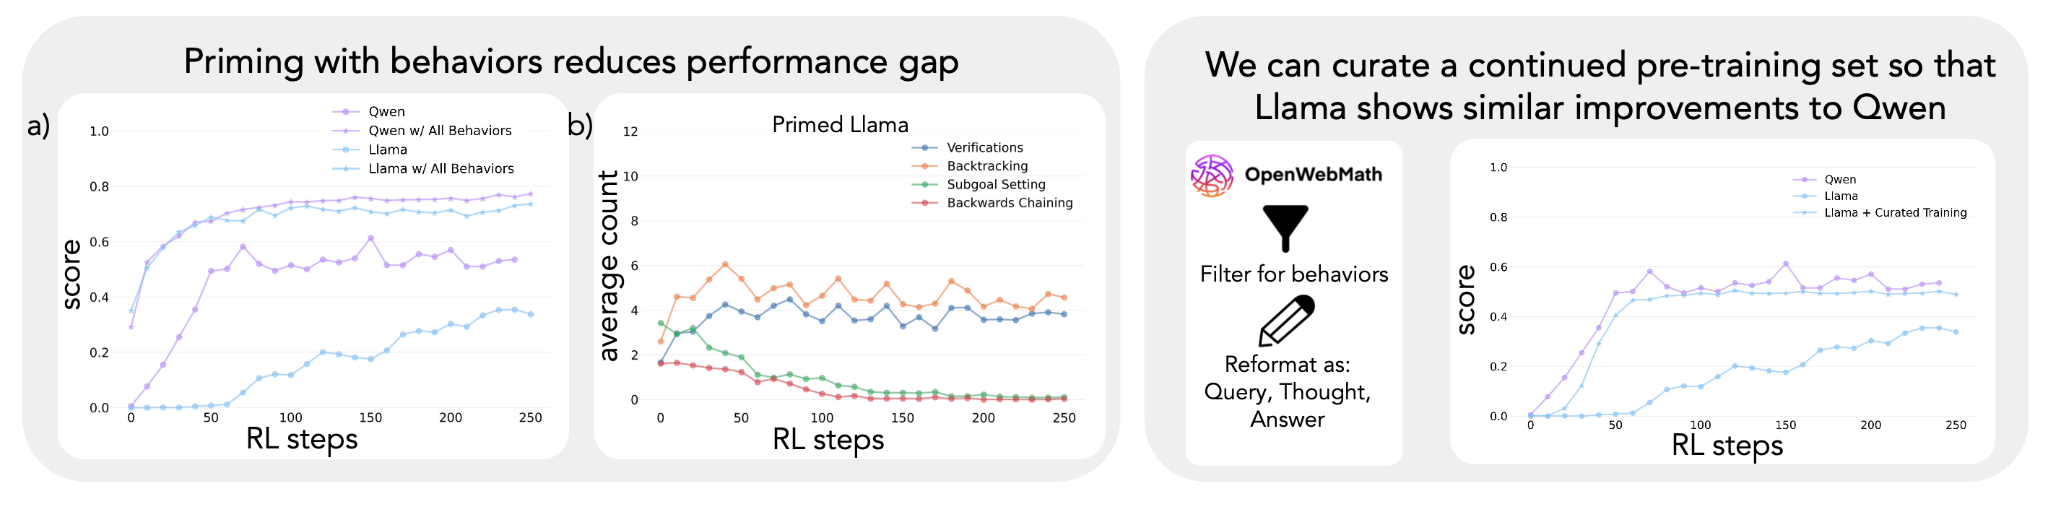 Priming with behaviors reduces performance gap
a)
Qwen
Qwen w/ All Behaviors
Llama
Llama w/ All Behaviors
1.0
0.8
0.6
0.4
0.2
0.0
score
0 50 100 150 200 250
RL steps
b)
Primed Llama
Verifications
Backtracking
Subgoal Setting
Backwards Chaining
12
10
8
6
4
2
0
average count
0 50 100 150 200 250
RL steps
We can curate a continued pre-training set so that
Llama shows similar improvements to Qwen
OpenWebMath
Filter for behaviors
Reformat as:
Query, Thought,
Answer
Qwen
Llama
Llama + Curated Training
1.0
0.8
0.6
0.4
0.2
0.0
score
0 50 100 150 200 250
RL steps